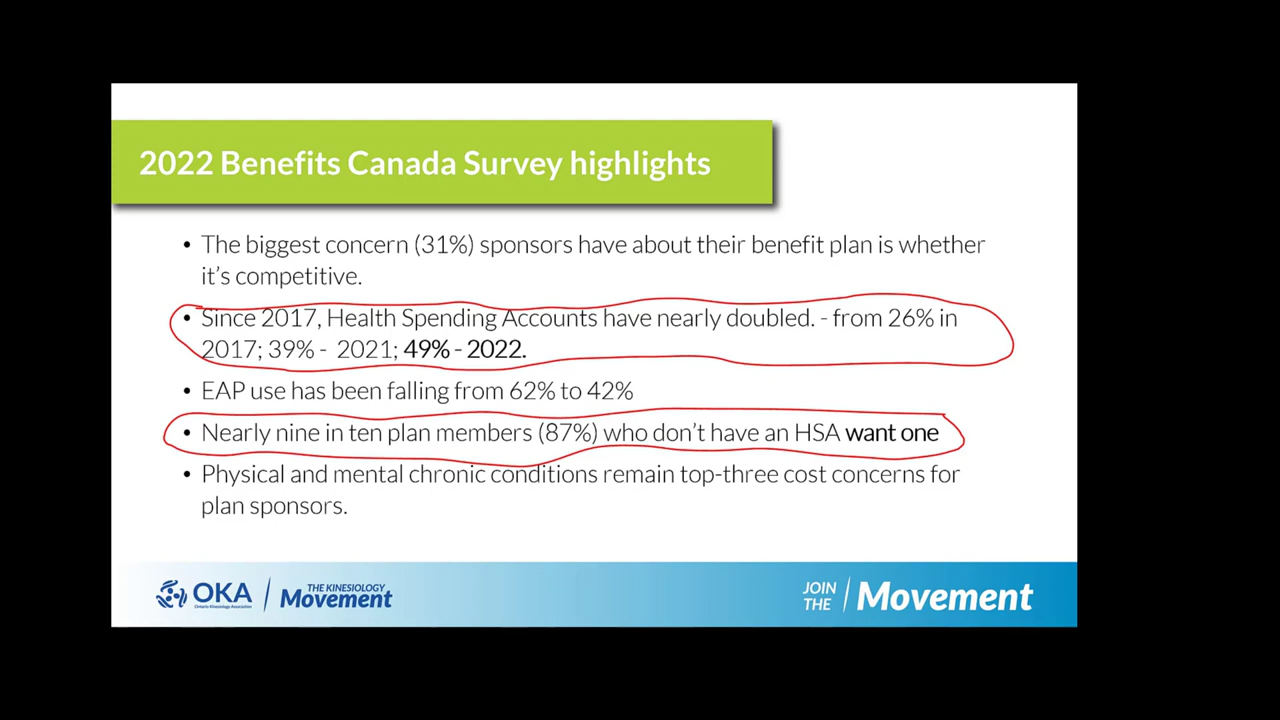 2022 Benefits Canada Survey highlights
• The biggest concern (31%) sponsors have about their benefit plan is whether
it's competitive.
• Since 2017, Health Spending Accounts have nearly doubled. - from 26% in
2017; 39% - 2021; 49% - 2022.
• EAP use has been falling from 62% to 42%
• Nearly nine in ten plan members (87%) who don't have an HSA want one
• Physical and mental chronic conditions remain top-three cost concerns for
plan sponsors.
OKA
Ontario Kinesiology Association
THE KINESIOLOGY
Movement
JOIN
THE
Movement